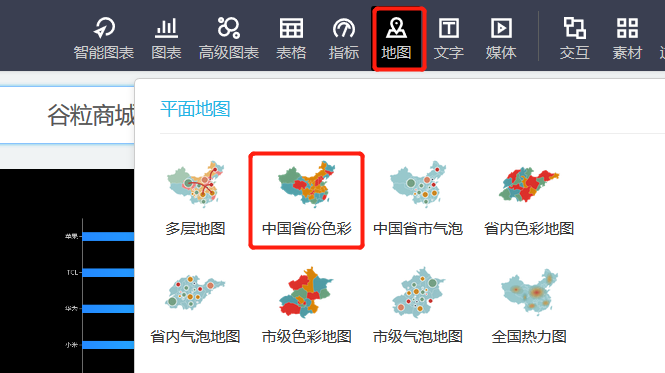 智能图表 图表 高级图表 表格 指标 地图 文字 媒体 交互 素材
谷粒商城
平面地图
多层地图 中国省份色彩 中国省市气泡 省内色彩地图
省内气泡地图 市级色彩地图 市级气泡地图 全国热力图
苹果
TCL
华为
小米